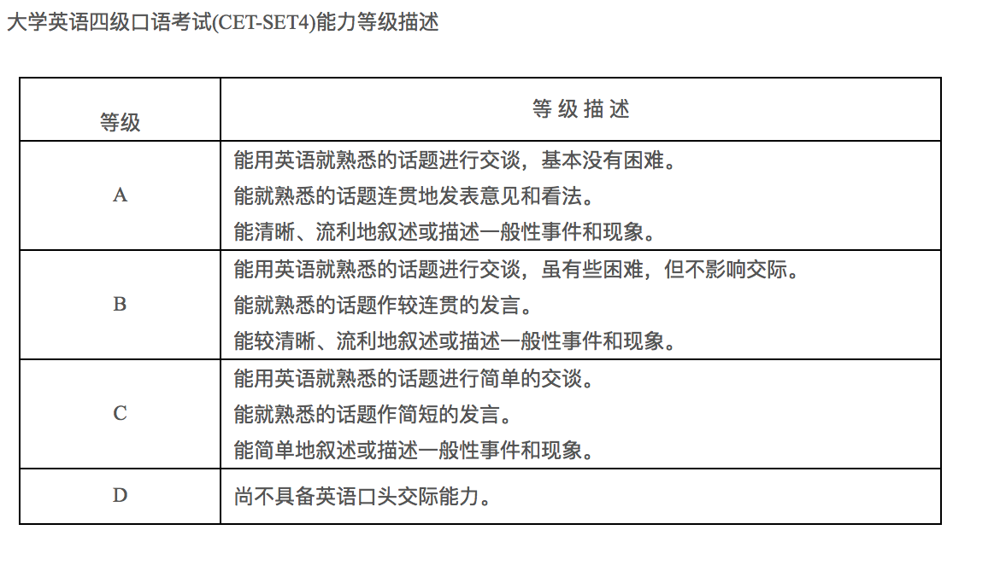 大学英语四级口语考试(CET-SET4)能力等级描述
等级
等 级 描 述
A
能用英语就熟悉的话题进行交谈，基本没有困难。
能就熟悉的话题连贯地发表意见和看法。
能清晰、流利地叙述或描述一般性事件和现象。
B
能用英语就熟悉的话题进行交谈，虽有些困难，但不影响交际。
能就熟悉的话题作较连贯的发言。
能较清晰、流利地叙述或描述一般性事件和现象。
C
能用英语就熟悉的话题进行简单的交谈。
能就熟悉的话题作简短的发言。
能简单地叙述或描述一般性事件和现象。
D
尚不具备英语口头交际能力。